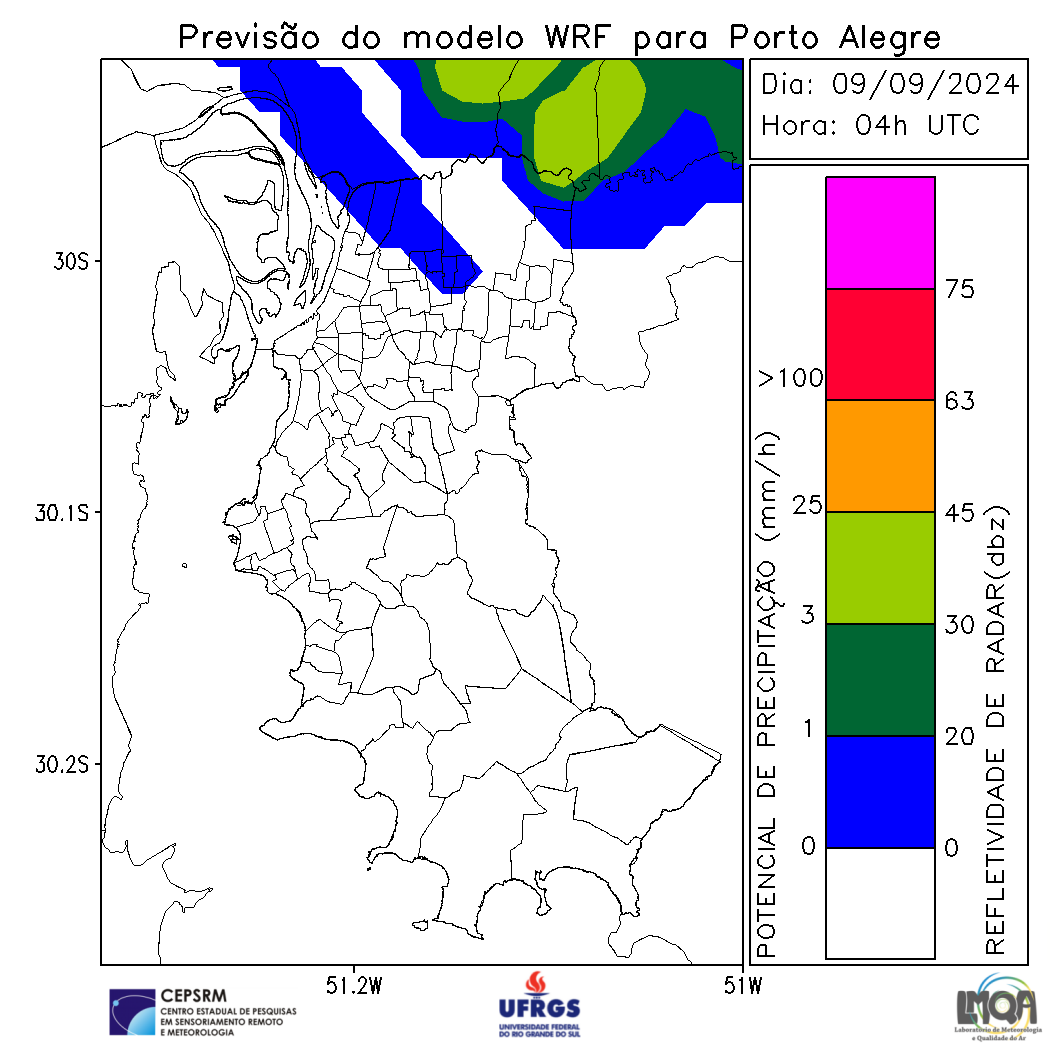 Previsão do modelo WRF para Porto Alegre
Dia: 09/09/2024
Hora: 04h UTC
30S
30.1S
30.2S
51.2W
51W
POTENCIAL DE PRECIPITAÇÃO (mm/h)
>100
25
3
1
0
75
63
45
30
20
0
REFLETIVIDADE DE RADAR(dbz)
CEPSRM
CENTRO ESTADUAL DE PESQUISAS
EM SENSORIAMENTO REMOTO
E METEOROLOGIA
UFRGS
UNIVERSIDADE FEDERAL
DO RIO GRANDE DO SUL
LMQA
Laboratório de Meteorologia
e Qualidade do Ar